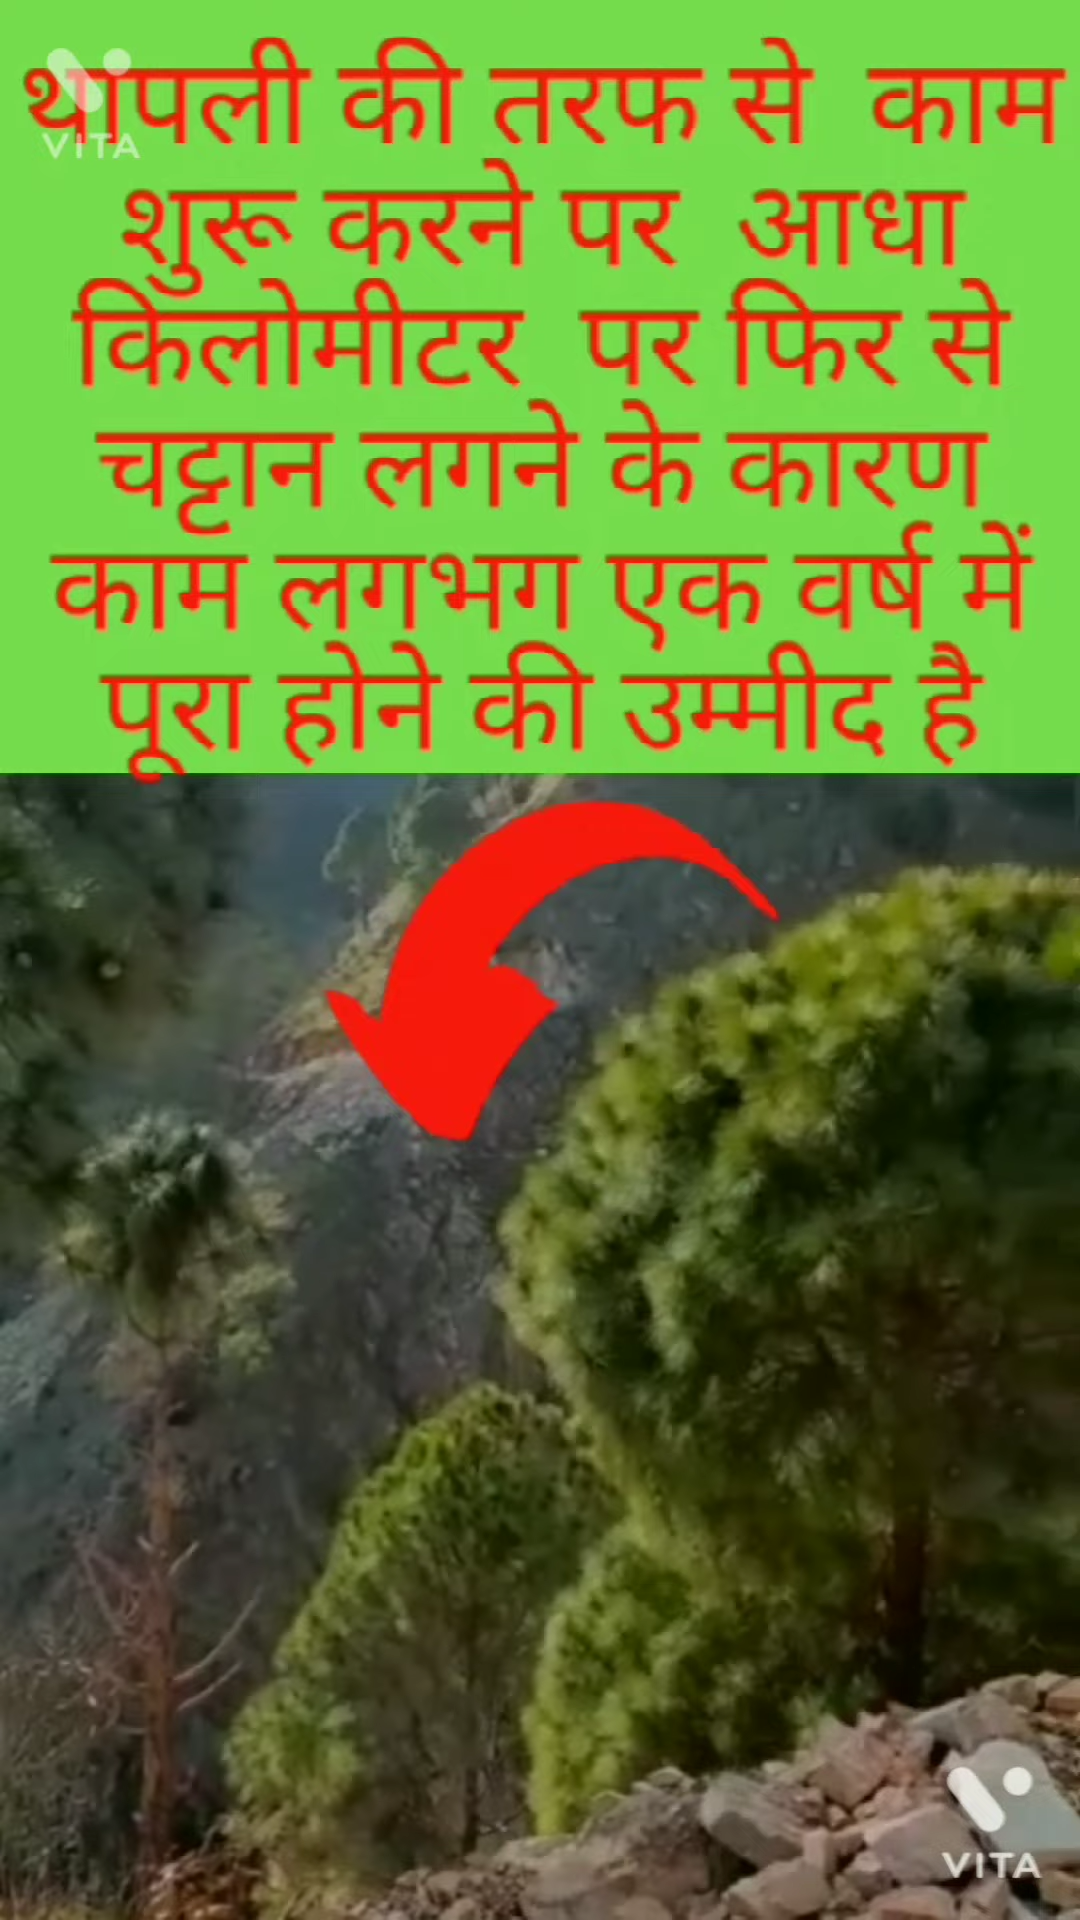 थापली की तरफ से काम
शुरू करने पर आधा
किलोमीटर पर फिर से
चट्टान लगने के कारण
काम लगभग एक वर्ष में
पूरा होने की उम्मीद है
VITA
VITA